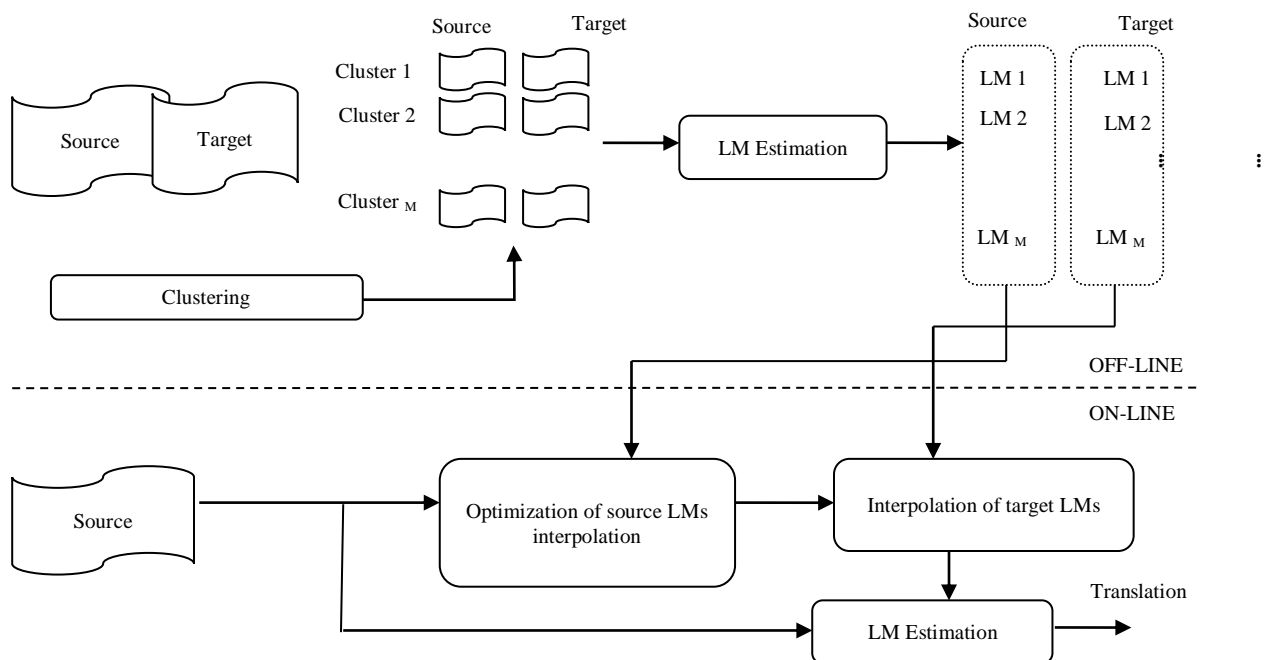 Source
Target
Source
Target
Cluster 1
Cluster 2
Cluster M
Source
Target
LM Estimation
LM 1
LM 2
LM M
LM 1
LM 2
LM M
Clustering
OFF-LINE
ON-LINE
Source
Optimization of source LMs
interpolation
Interpolation of target LMs
LM Estimation
Translation